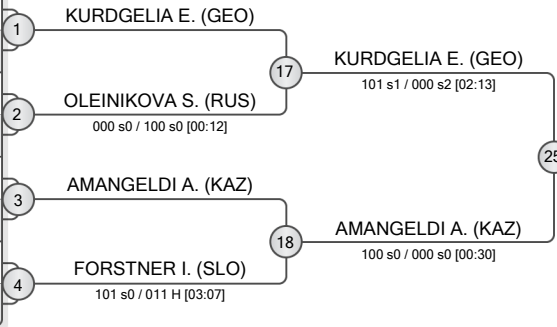 KURDGELIA E. (GEO)
1
17
KURDGELIA E. (GEO)
101 s1 / 000 s2 [02:13]
OLEINIKOVA S. (RUS)
2
000 s0 / 100 s0 [00:12]
25
AMANGELDI A. (KAZ)
3
18
AMANGELDI A. (KAZ)
100 s0 / 000 s0 [00:30]
FORSTNER I. (SLO)
4
101 s0 / 011 H [03:07]